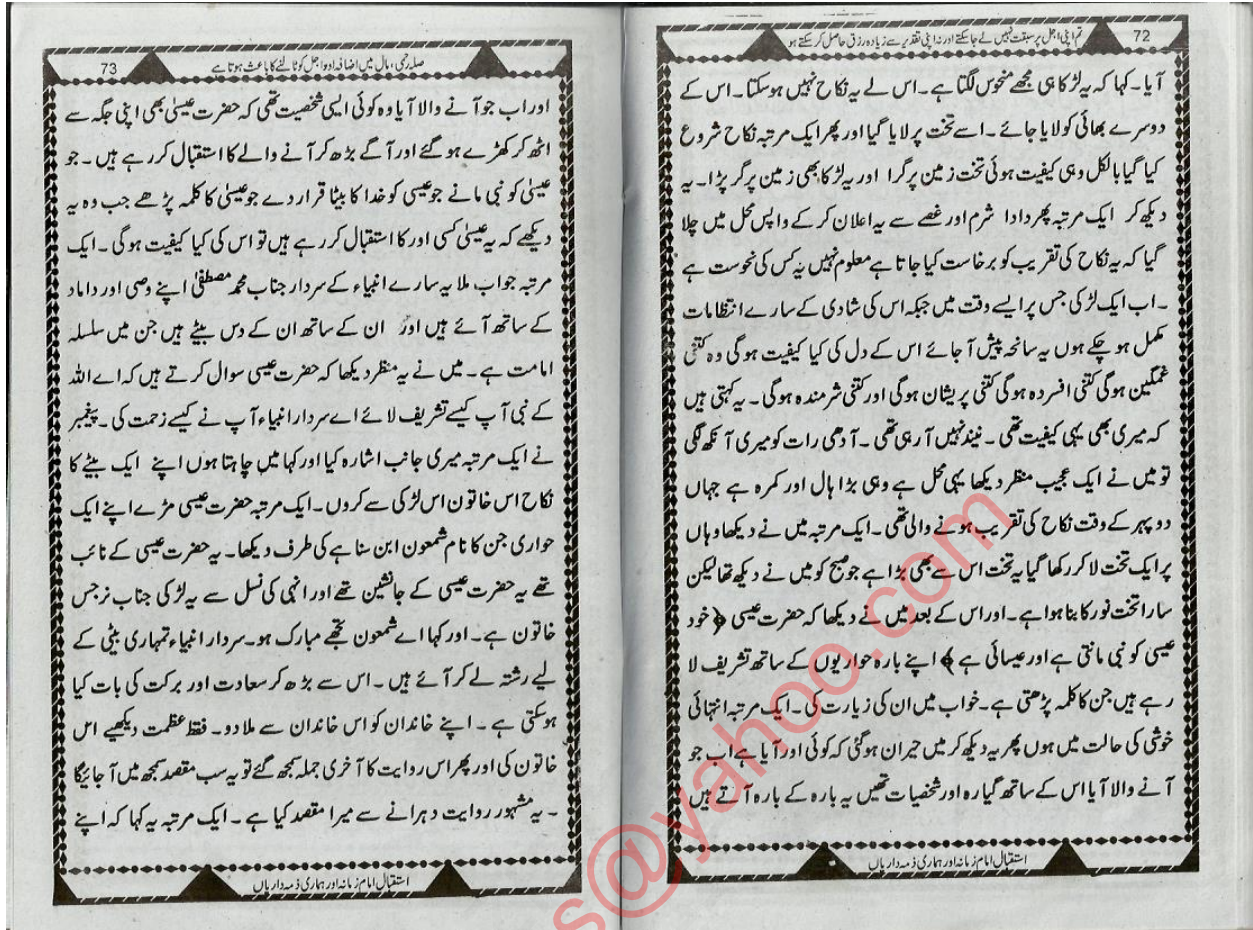 72
تم اپنی اجل پر سبقت نہیں لے جا سکتے اور نہ اپنی تقدیر سے زیادہ رزق حاصل کر سکتے ہو
آیا۔ کہا کہ یہ لڑکا ہی مجھے منحوس لگتا ہے۔ اس لے یہ نکاح نہیں ہو سکتا۔ اس کے
دوسرے بھائی کو لایا جائے۔ اسے تخت پر لایا گیا اور پھر ایک مرتبہ نکاح شروع
کیا گیا بالکل وہی کیفیت ہوئی تخت زمین پر گرا اور یہ لڑکا بھی زمین پر گر پڑا۔ یہ
دیکھ کر ایک مرتبہ پھر دادا شرم اور غصے سے یہ اعلان کر کے واپس محل میں چلا
گیا کہ یہ نکاح کی تقریب کو برخاست کیا جاتا ہے معلوم نہیں یہ کس کی نحوست ہے
۔ اب ایک لڑکی جس پر ایسے وقت میں جبکہ اس کی شادی کے سارے انتظامات
مکمل ہو چکے ہوں یہ سانحہ پیش آ جائے اس کے دل کی کیا کیفیت ہوگی وہ کتنی
غمگین ہوگی کتنی افسردہ ہوگی کتنی پریشان ہوگی اور کتنی شرمندہ ہوگی۔ یہ کہتی ہیں
کہ میری بھی یہی کیفیت تھی۔ نیند نہیں آ رہی تھی۔ آدھی رات کو میری آنکھ لگی
تو میں نے ایک عجیب منظر دیکھا یہی محل ہے وہی بڑا ہال اور کمرہ ہے جہاں
دوپہر کے وقت نکاح کی تقریب ہونے والی تھی۔ ایک مرتبہ میں نے دیکھا وہاں
پر ایک تخت لا کر رکھا گیا یہ تخت اس سے بھی بڑا ہے جو صبح کو میں نے دیکھ تھا لیکن
سارا تخت نور کا بنا ہوا ہے۔ اور اس کے بعد میں نے دیکھا کہ حضرت عیسی ﴿خود
عیسی کو نبی مانتی ہے اور عیسائی ہے﴾ اپنے بارہ حواریوں کے ساتھ تشریف لا
رہے ہیں جن کا کلمہ پڑھتی ہے۔ خواب میں ان کی زیارت کی۔ ایک مرتبہ انتہائی
خوشی کی حالت میں ہوں پھر یہ دیکھ کر میں حیران ہوگئی کہ کوئی اور آیا ہے اب جو
آنے والا آیا اس کے ساتھ گیارہ اور شخصیات تھیں یہ بارہ کے بارہ آتے ہیں
استقبال امام زمانہ اور ہماری ذمہ داریاں
73
صلہ رحمی، مال میں اضافہ اور اجل کو ٹالنے کا باعث ہوتا ہے
اور اب جو آنے والا آیا وہ کوئی ایسی شخصیت تھی کہ حضرت عیسیٰ بھی اپنی جگہ سے
اٹھ کر کھڑے ہو گئے اور آگے بڑھ کر آنے والے کا استقبال کر رہے ہیں۔ جو
عیسیٰ کو نبی مانے جو عیسی کو خدا کا بیٹا قرار دے جو عیسیٰ کا کلمہ پڑھے جب وہ یہ
دیکھے کہ یہ عیسیٰ کسی اور کا استقبال کر رہے ہیں تو اس کی کیا کیفیت ہوگی۔ ایک
مرتبہ جواب ملا یہ سارے انبیاء کے سردار جناب محمد مصطفیٰ اپنے وصی اور داماد
کے ساتھ آئے ہیں اور ان کے ساتھ ان کے دس بیٹے ہیں جن میں سلسلہ
امامت ہے۔ میں نے یہ منظر دیکھا کہ حضرت عیسی سوال کرتے ہیں کہ اے اللہ
کے نبی آپ کیسے تشریف لائے اے سردار انبیاء آپ نے کیسے زحمت کی۔ پیغمبر
نے ایک مرتبہ میری جانب اشارہ کیا اور کہا میں چاہتا ہوں اپنے ایک بیٹے کا
نکاح اس خاتون اس لڑکی سے کروں۔ ایک مرتبہ حضرت عیسی مڑے اپنے ایک
حواری جن کا نام شمعون ابن سنا ہے کی طرف دیکھا۔ یہ حضرت عیسی کے نائب
تھے یہ حضرت عیسی کے جانشین تھے اور انہی کی نسل سے یہ لڑکی جناب نرجس
خاتون ہے۔ اور کہا اے شمعون تجھے مبارک ہو۔ سردار انبیاء تمہاری بیٹی کے
لیے رشتہ لے کر آئے ہیں۔ اس سے بڑھ کر سعادت اور برکت کی بات کیا
ہو سکتی ہے۔ اپنے خاندان کو اس خاندان سے ملا دو۔ فقط عظمت دیکھیے اس
خاتون کی اور پھر اس روایت کا آخری جملہ سمجھ گئے تو یہ سب مقصد سمجھ میں آ جائیگا
۔ یہ مشہور روایت دہرانے سے میرا مقصد کیا ہے۔ ایک مرتبہ یہ کہا کہ اپنے
استقبال امام زمانہ اور ہماری ذمہ داریاں
s@yahoo.com